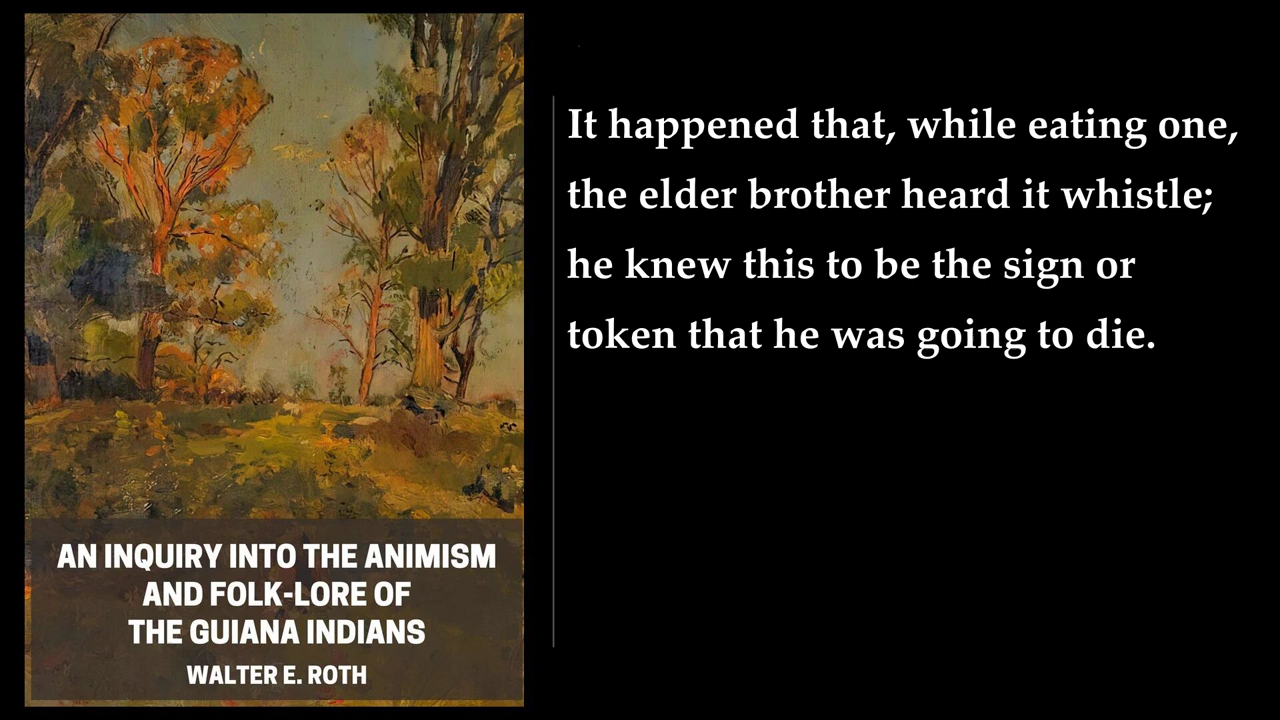 It happened that, while eating one,
the elder brother heard it whistle;
he knew this to be the sign or
token that he was going to die.
AN INQUIRY INTO THE ANIMISM
AND FOLK-LORE OF
THE GUIANA INDIANS
WALTER E. ROTH